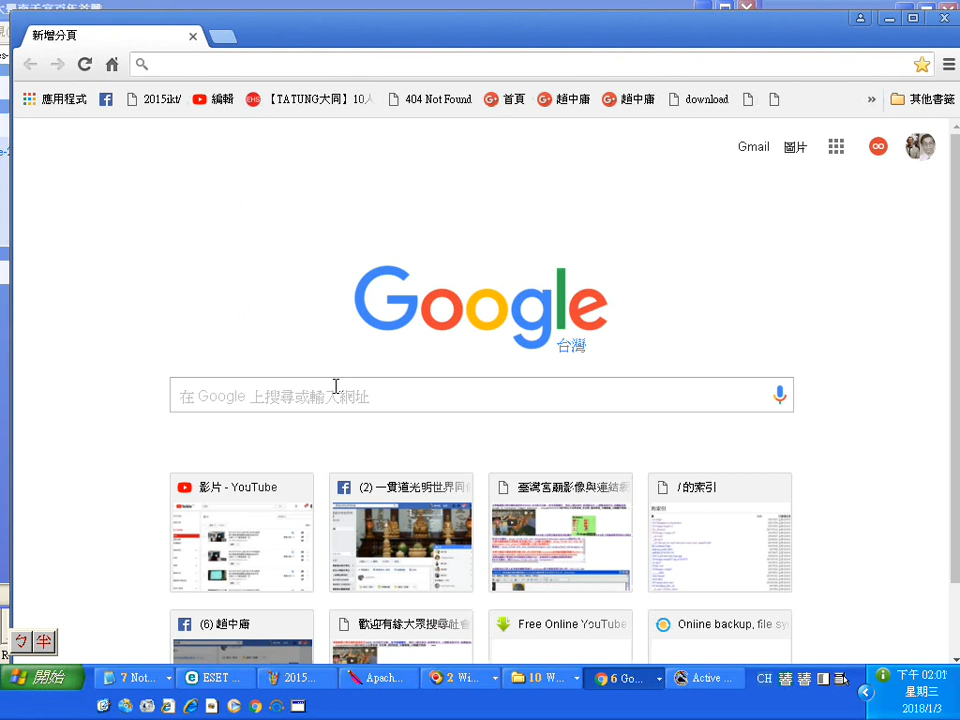 新增分頁
應用程式
2015ikt/
編輯
【TATUNG大同】10人
404 Not Found
首頁
趙中庸
趙中庸
download
»
其他書籤
Gmail
圖片
Google
台灣
在 Google 上搜尋或輸入網址
影片 - YouTube
(2) 一貫道光明世界同
臺灣宮廟影像與連結網
/ 的索引
(6) 趙中庸
歡迎有緣大眾搜尋社會
Free Online YouTube
Online backup, file sy
ㄅ 半
開始
7 Not...
ESET ...
2015...
Apach...
2 Wi...
10 W...
6 Go...
Active ...
CH
下午 02:01
星期三
2018/1/3